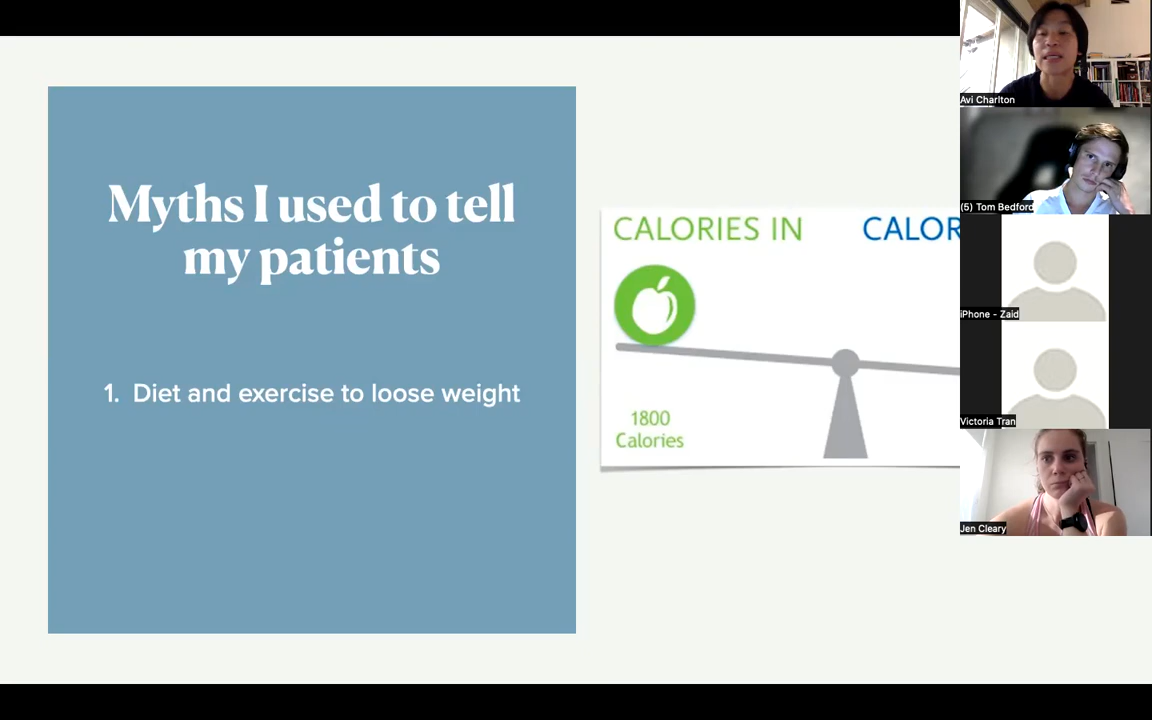 Myths I used to tell
my patients
1. Diet and exercise to loose weight
CALORIES IN
CALOR
1800
Calories
Avi Charlton
(5) Tom Bedford
iPhone - Zaid
Victoria Tran
Jen Cleary